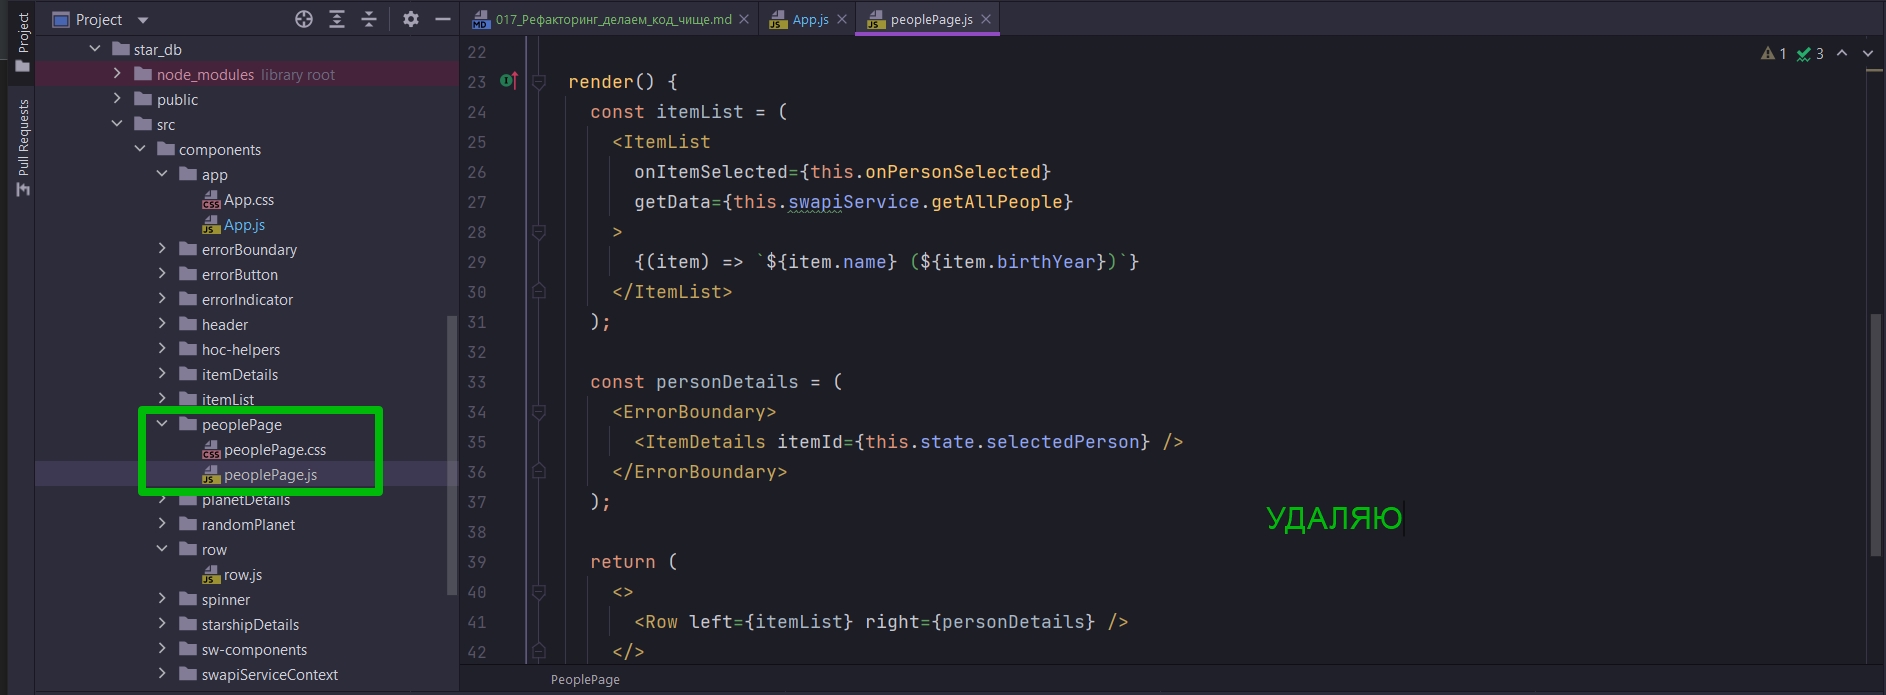 Project
Pull Requests
Project
star_db
node_modules library root
public
src
components
app
App.css
App.js
errorBoundary
errorButton
errorIndicator
header
hoc-helpers
itemDetails
itemList
peoplePage
peoplePage.css
peoplePage.js
planetDetails
randomPlanet
row
row.js
spinner
starshipDetails
sw-components
swapiServiceContext
017_Рефакторинг_делаем_код_чище.md
App.js
peoplePage.js
1 3
22
23 render() {
24 const itemList = (
25 <ItemList
26 onItemSelected={this.onPersonSelected}
27 getData={this.swapiService.getAllPeople}
28 >
29 {(item) => `${item.name} (${item.birthYear})`}
30 </ItemList>
31 );
32
33 const personDetails = (
34 <ErrorBoundary>
35 <ItemDetails itemId={this.state.selectedPerson} />
36 </ErrorBoundary>
37 );
УДАЛЯЮ
38
39 return (
40 <>
41 <Row left={itemList} right={personDetails} />
42 </>
PeoplePage